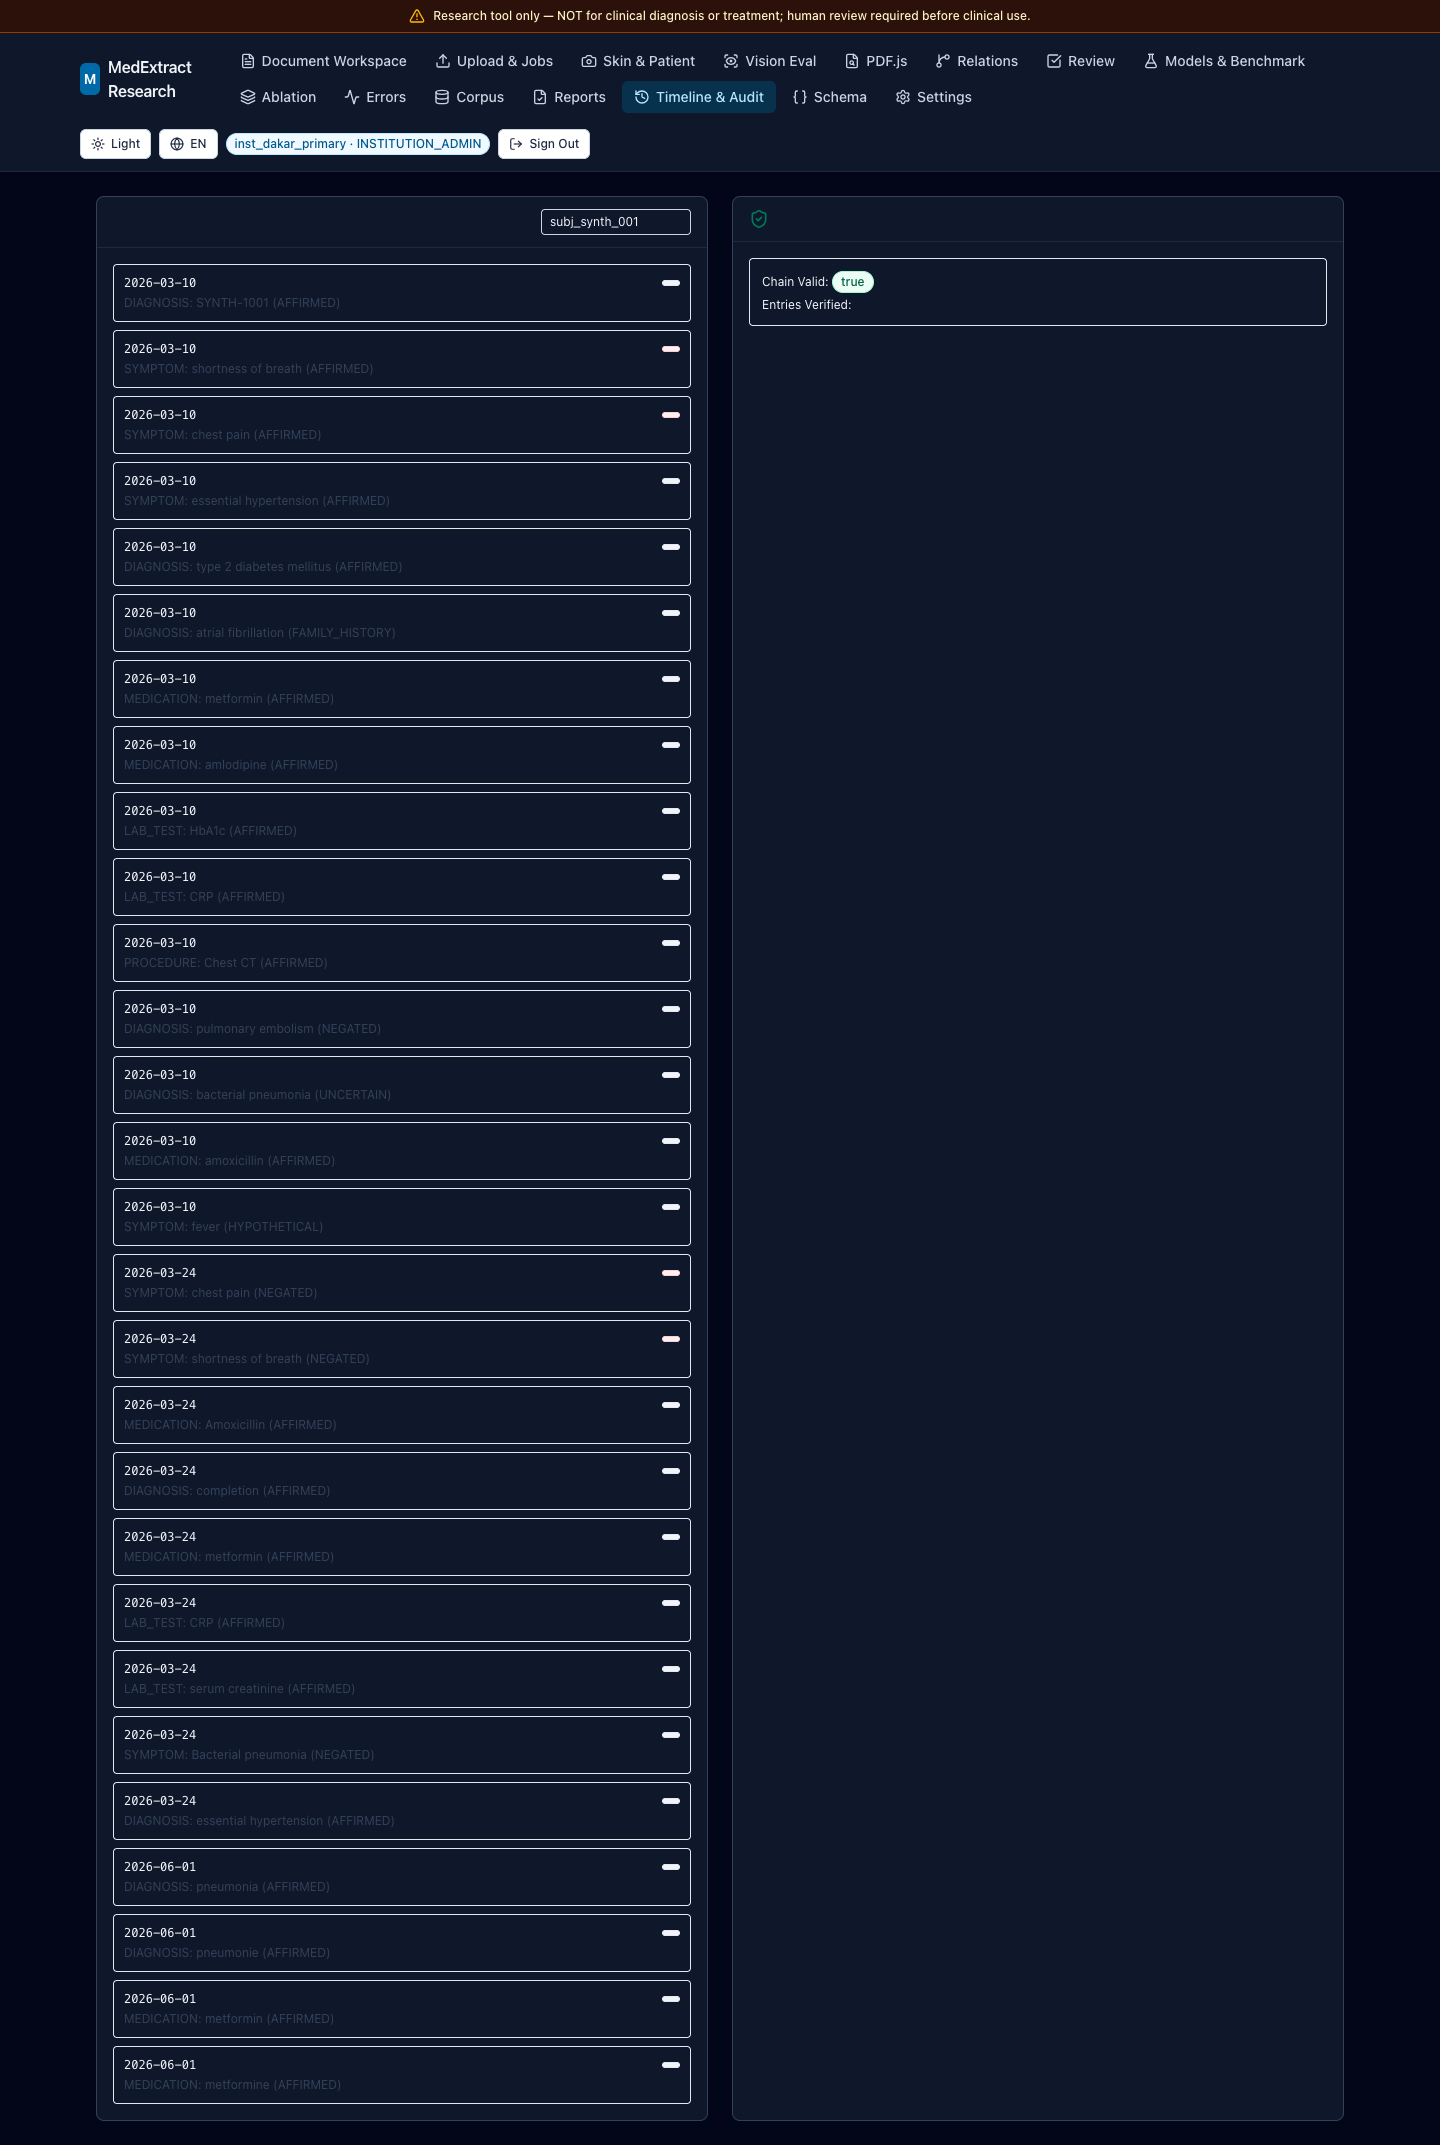 Research tool only — NOT for clinical diagnosis or treatment; human review required before clinical use.
M
MedExtract
Research
Document Workspace
Upload & Jobs
Skin & Patient
Vision Eval
PDF.js
Relations
Review
Models & Benchmark
Ablation
Errors
Corpus
Reports
Timeline & Audit
Schema
Settings
Light
EN
inst_dakar_primary · INSTITUTION_ADMIN
Sign Out
subj_synth_001
2026-03-10
DIAGNOSIS: SYNTH-1001 (AFFIRMED)
2026-03-10
SYMPTOM: shortness of breath (AFFIRMED)
2026-03-10
SYMPTOM: chest pain (AFFIRMED)
2026-03-10
SYMPTOM: essential hypertension (AFFIRMED)
2026-03-10
DIAGNOSIS: type 2 diabetes mellitus (AFFIRMED)
2026-03-10
DIAGNOSIS: atrial fibrillation (FAMILY_HISTORY)
2026-03-10
MEDICATION: metformin (AFFIRMED)
2026-03-10
MEDICATION: amlodipine (AFFIRMED)
2026-03-10
LAB_TEST: HbA1c (AFFIRMED)
2026-03-10
LAB_TEST: CRP (AFFIRMED)
2026-03-10
PROCEDURE: Chest CT (AFFIRMED)
2026-03-10
DIAGNOSIS: pulmonary embolism (NEGATED)
2026-03-10
DIAGNOSIS: bacterial pneumonia (UNCERTAIN)
2026-03-10
MEDICATION: amoxicillin (AFFIRMED)
2026-03-10
SYMPTOM: fever (HYPOTHETICAL)
2026-03-24
SYMPTOM: chest pain (NEGATED)
2026-03-24
SYMPTOM: shortness of breath (NEGATED)
2026-03-24
MEDICATION: Amoxicillin (AFFIRMED)
2026-03-24
DIAGNOSIS: completion (AFFIRMED)
2026-03-24
MEDICATION: metformin (AFFIRMED)
2026-03-24
LAB_TEST: CRP (AFFIRMED)
2026-03-24
LAB_TEST: serum creatinine (AFFIRMED)
2026-03-24
SYMPTOM: Bacterial pneumonia (NEGATED)
2026-03-24
DIAGNOSIS: essential hypertension (AFFIRMED)
2026-06-01
DIAGNOSIS: pneumonia (AFFIRMED)
2026-06-01
DIAGNOSIS: pneumonie (AFFIRMED)
2026-06-01
MEDICATION: metformin (AFFIRMED)
2026-06-01
MEDICATION: metformine (AFFIRMED)
Chain Valid: true
Entries Verified: